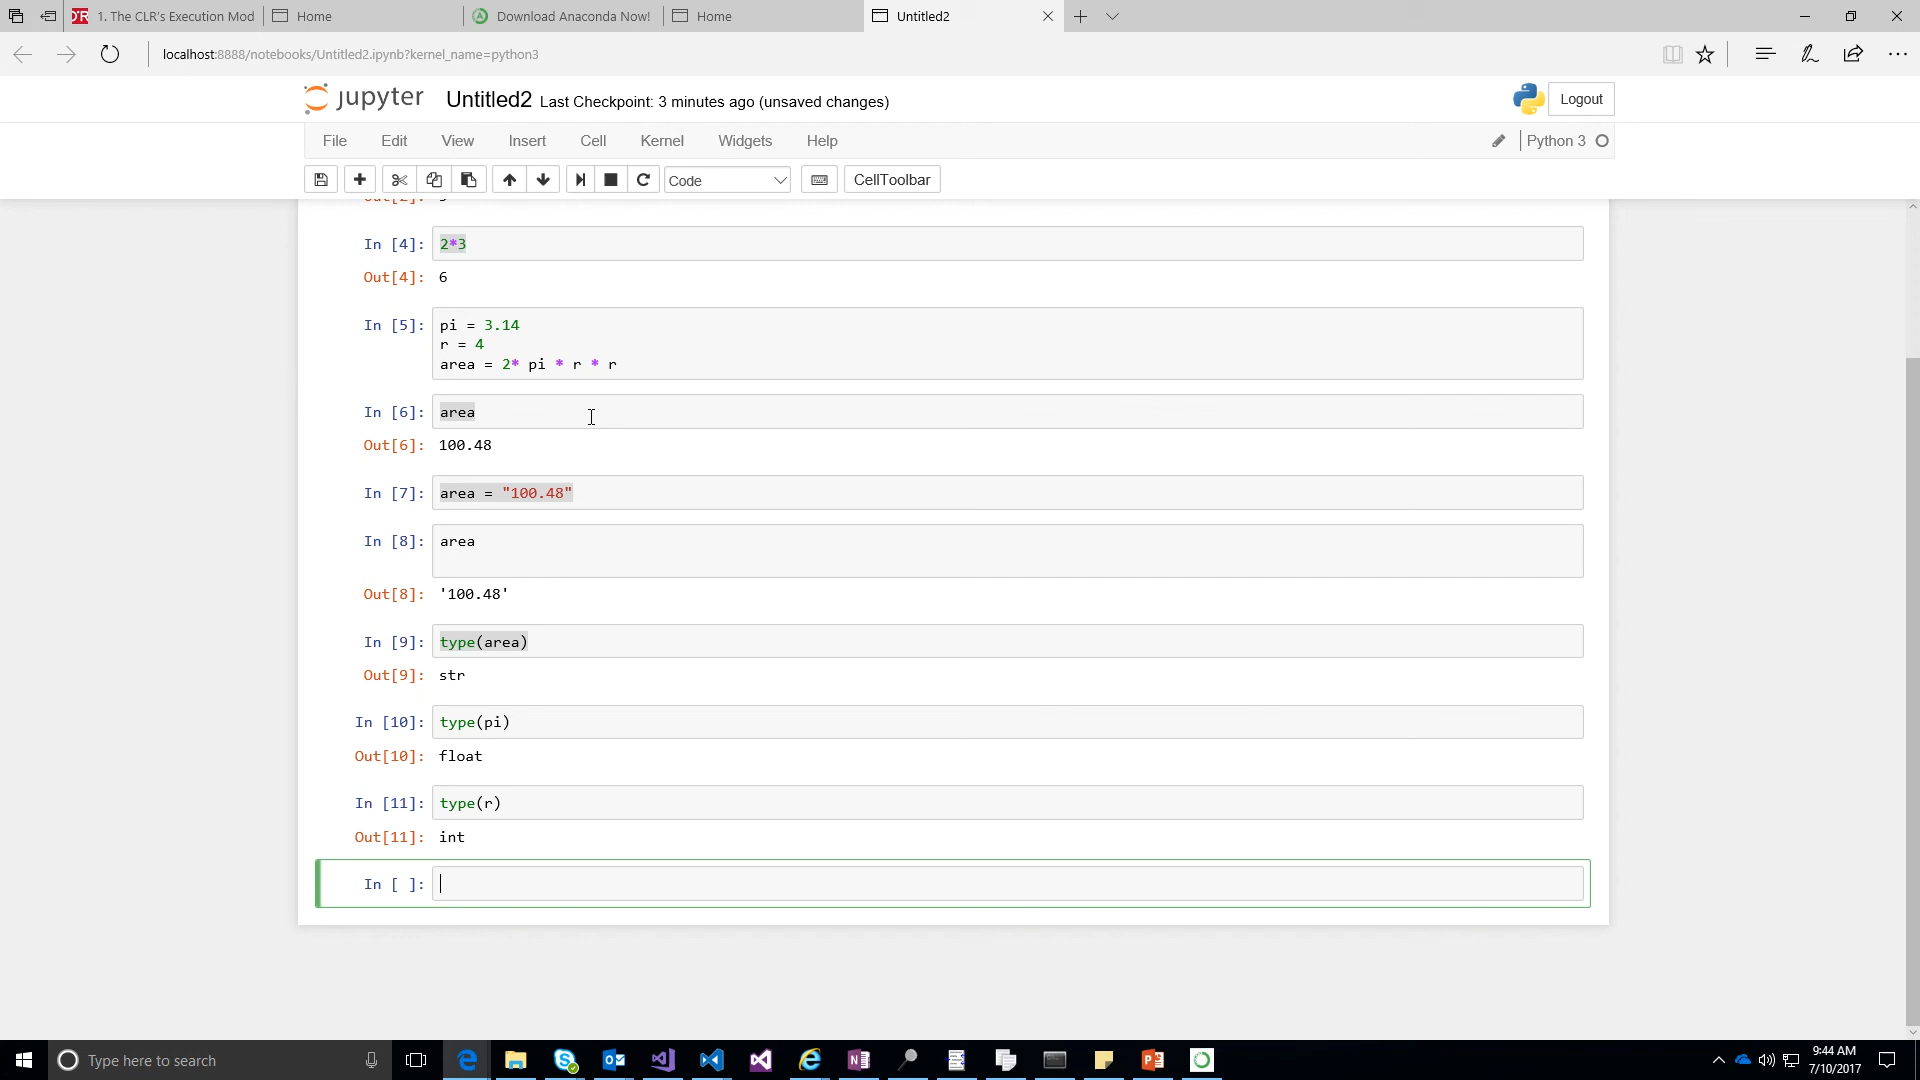 1. The CLR's Execution Mod
Home
Download Anaconda Now!
Home
Untitled2
localhost:8888/notebooks/Untitled2.ipynb?kernel_name=python3
jupyter Untitled2 Last Checkpoint: 3 minutes ago (unsaved changes)
Logout
File Edit View Insert Cell Kernel Widgets Help
Python 3
Code
CellToolbar
In [4]: 2*3
Out[4]: 6
In [5]: pi = 3.14
r = 4
area = 2* pi * r * r
In [6]: area
Out[6]: 100.48
In [7]: area = "100.48"
In [8]: area
Out[8]: '100.48'
In [9]: type(area)
Out[9]: str
In [10]: type(pi)
Out[10]: float
In [11]: type(r)
Out[11]: int
In [ ]:
Type here to search
9:44 AM
7/10/2017